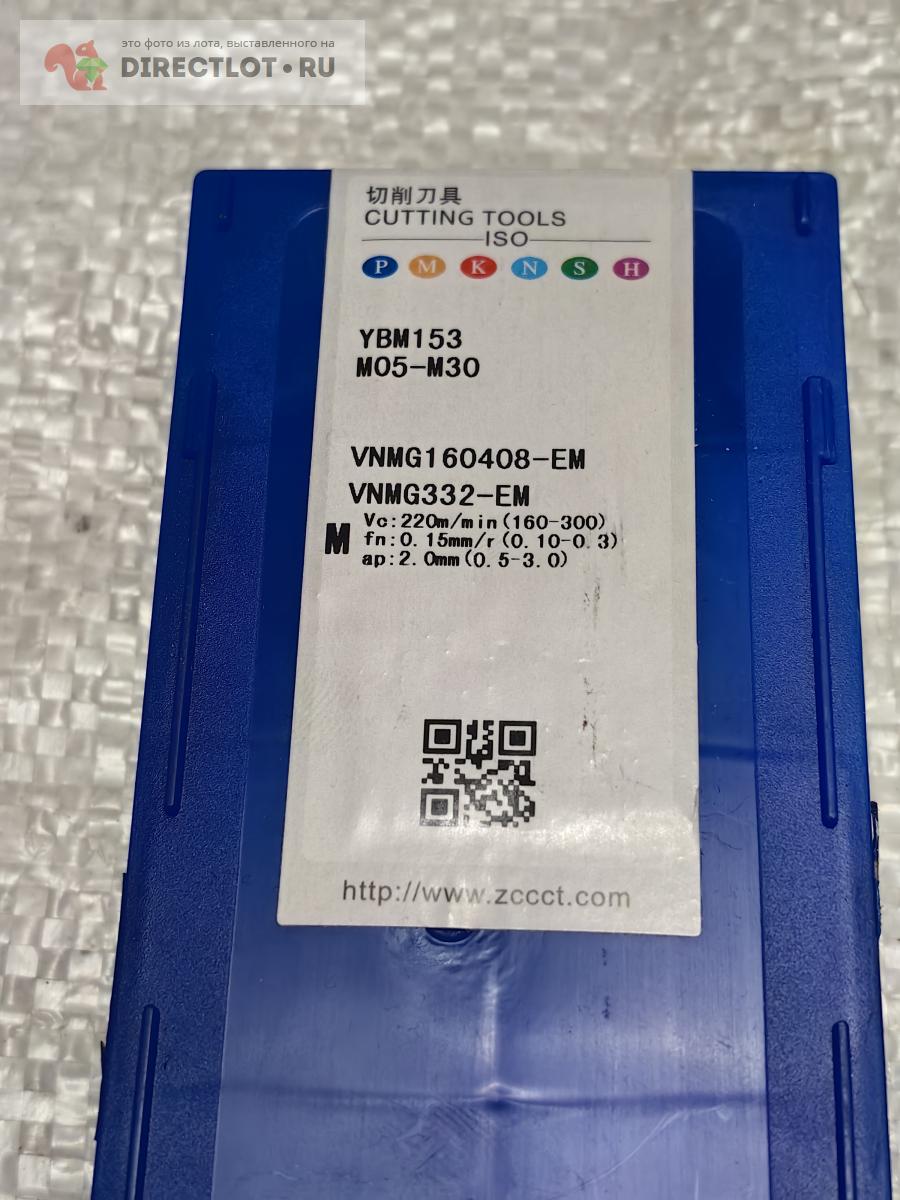 это фото из лота, выставленного на
DIRECTLOT•RU
切削刀具
CUTTING TOOLS
ISO
P M K N S H
YBM153
M05-M30
VNMG160408-EM
VNMG332-EM
M
Vc:220m/min(160-300)
fn:0.15mm/r(0.10-0.3)
ap:2.0mm(0.5-3.0)
http://www.zccct.com